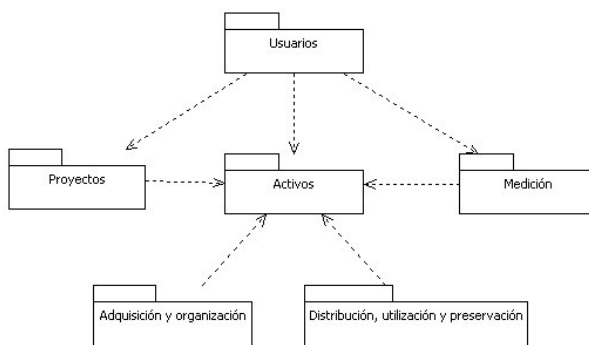 Usuarios
Proyectos
Activos
Medición
Adquisición y organización
Distribución, utilización y preservación